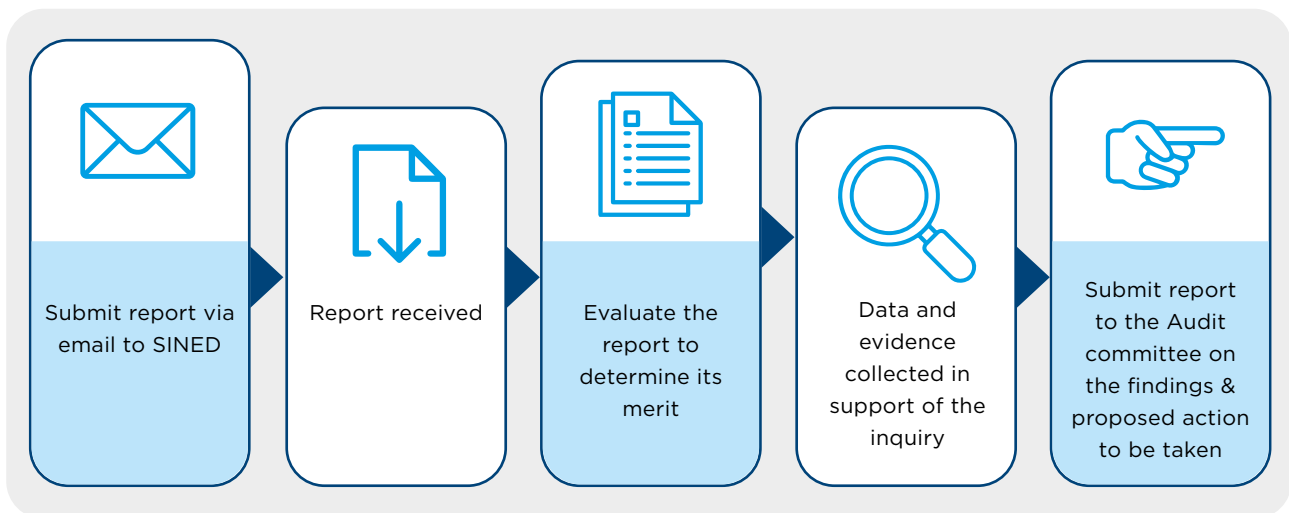 Submit report via
email to SINED
Report received
Evaluate the
report to
determine its
merit
Data and
evidence
collected in
support of the
inquiry
Submit report
to the Audit
committee on
the findings &
proposed action
to be taken